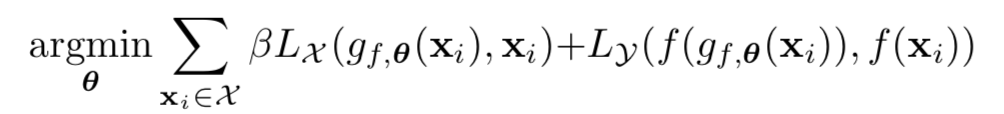 argmin_θ ∑_{𝐱_i∈𝒳} βL_𝒳(g_{f,θ}(𝐱_i), 𝐱_i)+L_𝒴(f(g_{f,θ}(𝐱_i)), f(𝐱_i))